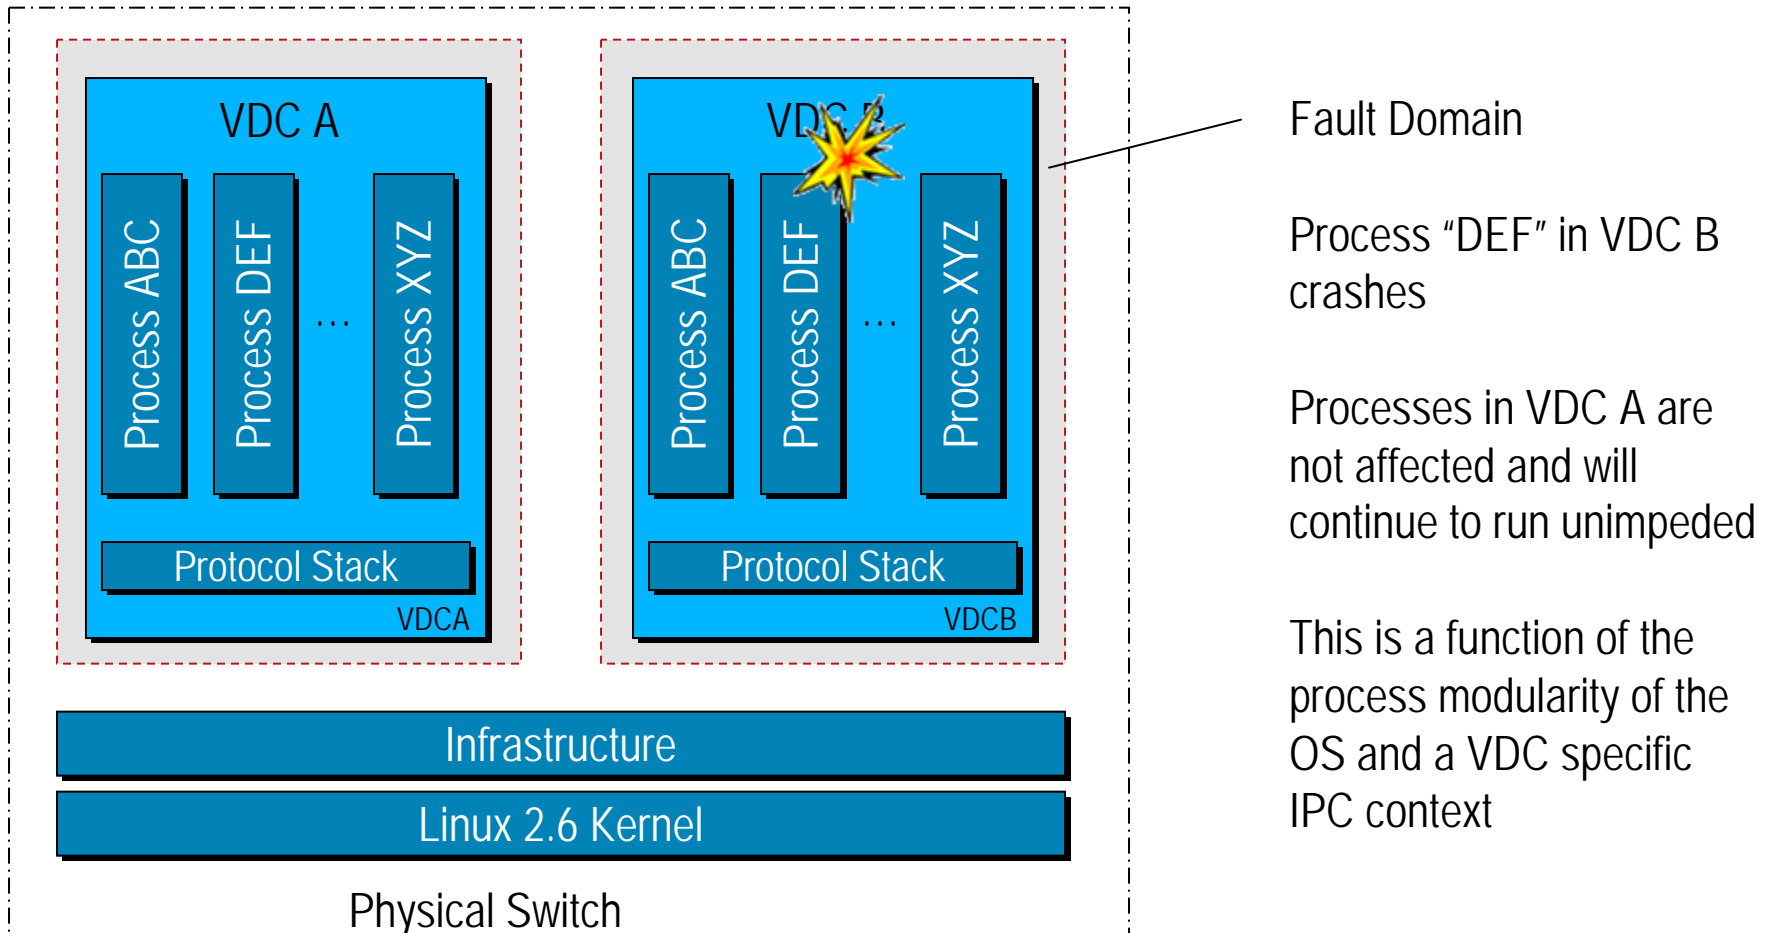 VDC A
Process ABC
Process DEF
...
Process XYZ
Protocol Stack
VDCA
VDC B
Process ABC
Process DEF
...
Process XYZ
Protocol Stack
VDCB
Infrastructure
Linux 2.6 Kernel
Physical Switch
Fault Domain
Process “DEF” in VDC B
crashes
Processes in VDC A are
not affected and will
continue to run unimpeded
This is a function of the
process modularity of the
OS and a VDC specific
IPC context